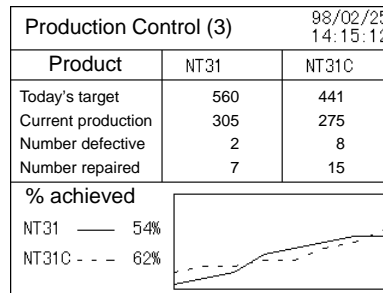 Production Control (3) 98/02/25
14:15:12
Product NT31 NT31C
Today's target 560 441
Current production 305 275
Number defective 2 8
Number repaired 7 15
% achieved
NT31 —— 54%
NT31C - - - 62%